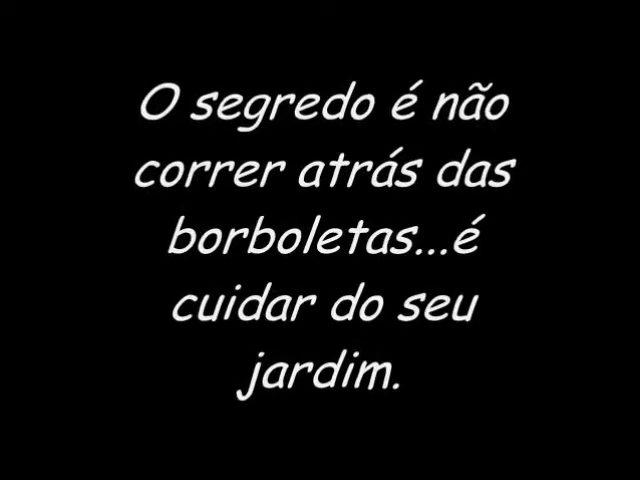 O segredo é não
correr atrás das
borboletas...é
cuidar do seu
jardim.